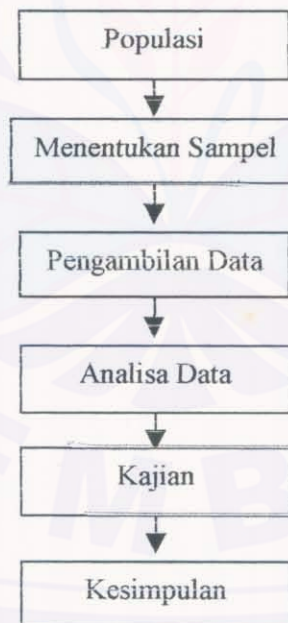 Populasi
Menentukan Sampel
Pengambilan Data
Analisa Data
Kajian
Kesimpulan